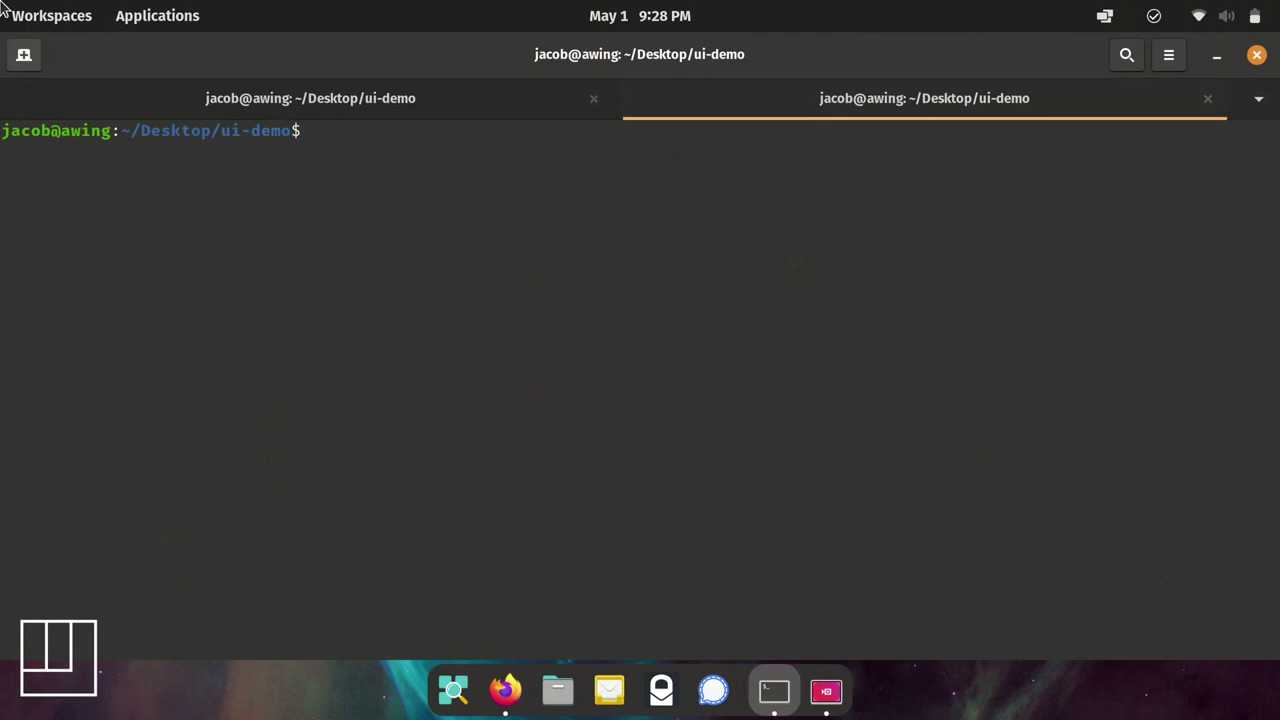 Workspaces Applications May 1 9:28 PM
jacob@awing: ~/Desktop/ui-demo
jacob@awing: ~/Desktop/ui-demo jacob@awing: ~/Desktop/ui-demo
jacob@awing:~/Desktop/ui-demo$